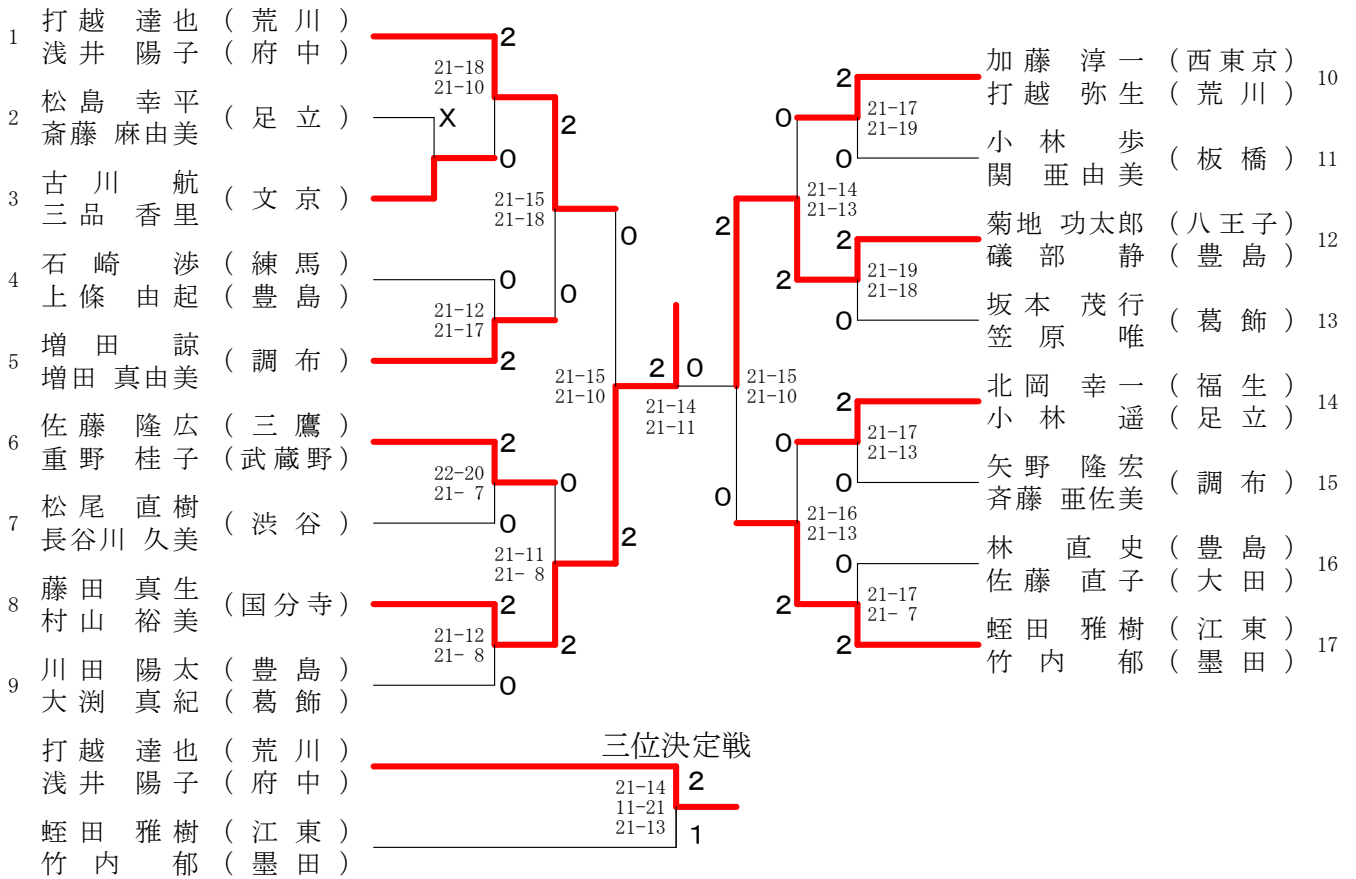 1 打越 達也 (荒川)
浅井 陽子 (府中)
2
21-18
21-10
2 松島 幸平
斎藤 麻由美 (足立)
X
0
3 古川 航
三品 香里 (文京)
2
21-15
21-18
0
4 石崎 渉 (練馬)
上條 由起 (豊島)
0
21-12
21-17
0
5 増田 諒
増田 真由美 (調布)
2
21-15
21-10
6 佐藤 隆広 (三鷹)
重野 桂子 (武蔵野)
2
22-20
21- 7
0
7 松尾 直樹
長谷川 久美 (渋谷)
0
21-11
21- 8
2
8 藤田 真生
村山 裕美 (国分寺)
2
21-12
21- 8
2
9 川田 陽太 (豊島)
大渕 真紀 (葛飾)
0
2 0
21-14
21-11
加藤 淳一 (西東京)
打越 弥生 (荒川) 10
2
21-17
21-19
0
小林 歩
関 亜由美 (板橋) 11
0
21-14
21-13
2
菊地 功太郎 (八王子)
礒部 静 (豊島) 12
2
21-19
21-18
2
坂本 茂行
笠原 唯 (葛飾) 13
0
21-15
21-10
北岡 幸一 (福生)
小林 遥 (足立) 14
2
21-17
21-13
0
矢野 隆宏
斉藤 亜佐美 (調布) 15
0
21-16
21-13
0
林 直史 (豊島)
佐藤 直子 (大田) 16
0
21-17
21- 7
2
蛭田 雅樹 (江東)
竹内 郁 (墨田) 17
2
三位決定戦
打越 達也 (荒川)
浅井 陽子 (府中)
2
21-14
11-21
21-13
1
蛭田 雅樹 (江東)
竹内 郁 (墨田)